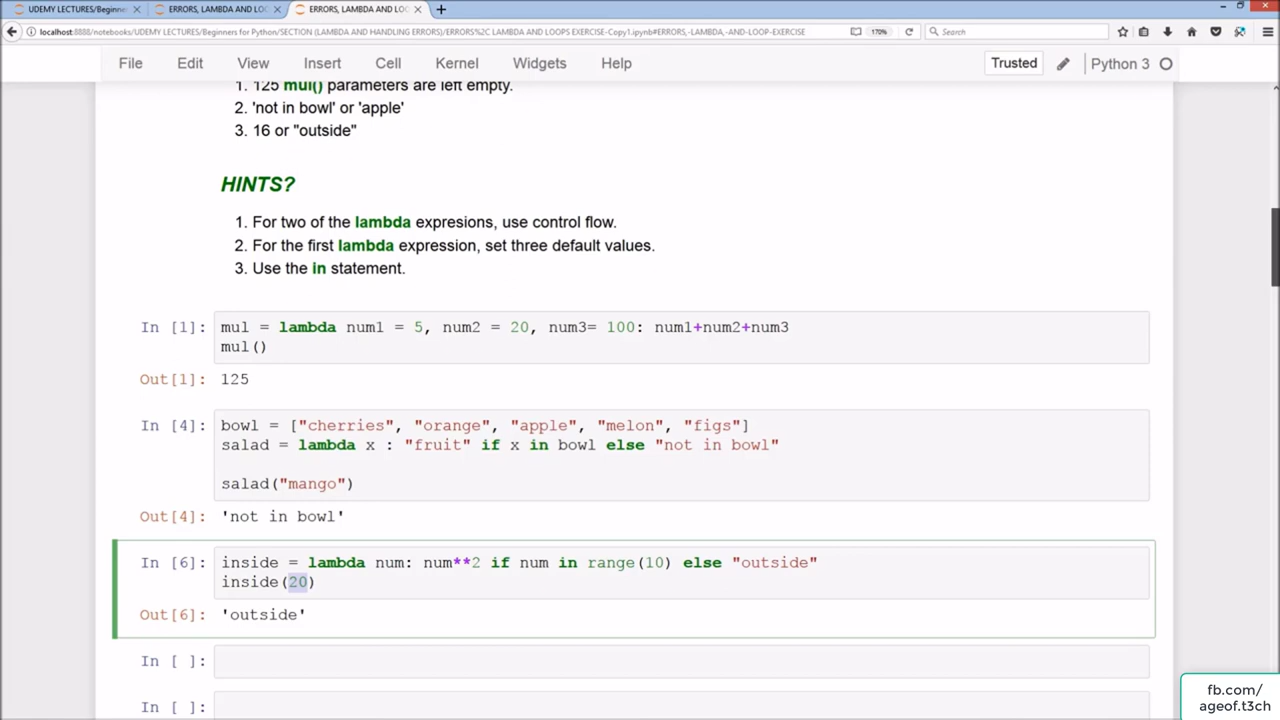 UDEMY LECTURES/Beginner
ERRORS, LAMBDA AND LOO
ERRORS, LAMBDA AND LOO
localhost:8888/notebooks/UDEMY LECTURES/Beginners for Python/SECTION (LAMBDA AND HANDLING ERRORS)/ERRORS%2C LAMBDA AND LOOPS EXERCISE-Copy1.ipynb#ERRORS,-LAMBDA,-AND-LOOP-EXERCISE
170%
Search
File Edit View Insert Cell Kernel Widgets Help
Trusted
Python 3
1. 125 mul() parameters are left empty.
2. 'not in bowl' or 'apple'
3. 16 or "outside"
HINTS?
1. For two of the lambda expresions, use control flow.
2. For the first lambda expression, set three default values.
3. Use the in statement.
In [1]: mul = lambda num1 = 5, num2 = 20, num3= 100: num1+num2+num3
mul()
Out[1]: 125
In [4]: bowl = ["cherries", "orange", "apple", "melon", "figs"]
salad = lambda x : "fruit" if x in bowl else "not in bowl"
salad("mango")
Out[4]: 'not in bowl'
In [6]: inside = lambda num: num**2 if num in range(10) else "outside"
inside(20)
Out[6]: 'outside'
In [ ]:
In [ ]:
fb.com/
ageof.t3ch